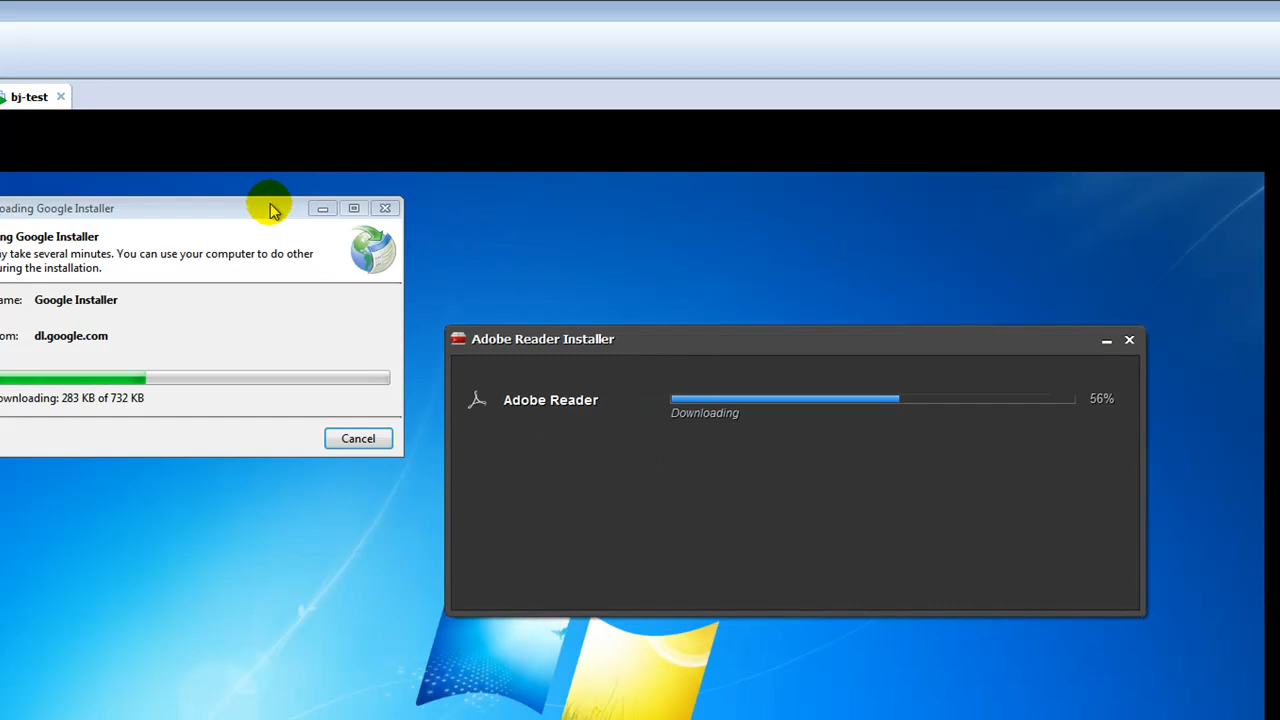 bj-test
oading Google Installer
ng Google Installer
y take several minutes. You can use your computer to do other
uring the installation.
ame: Google Installer
om: dl.google.com
ownloading: 283 KB of 732 KB
Cancel
Adobe Reader Installer
Adobe Reader
56%
Downloading